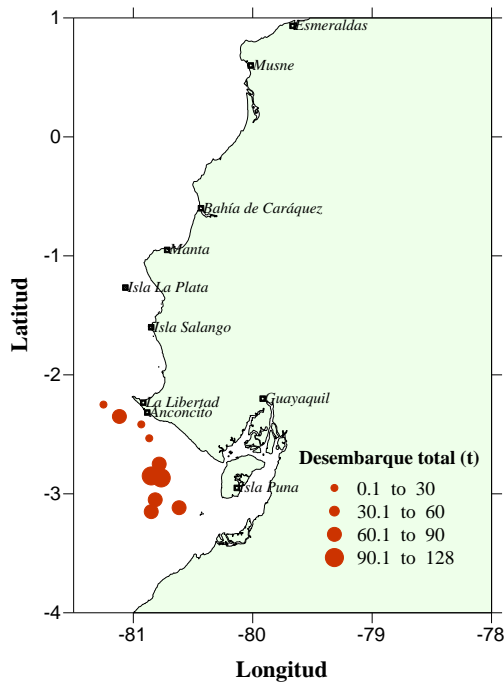 1
Esmeraldas
Musne
0
Bahía de Caráquez
-1
Manta
Isla La Plata
Isla Salango
Latitud
-2
La Libertad
Anconcito
Guayaquil
Desembarque total (t)
Isla Puna
0.1 to 30
-3
30.1 to 60
60.1 to 90
90.1 to 128
-4
-81
-80
-79
-78
Longitud